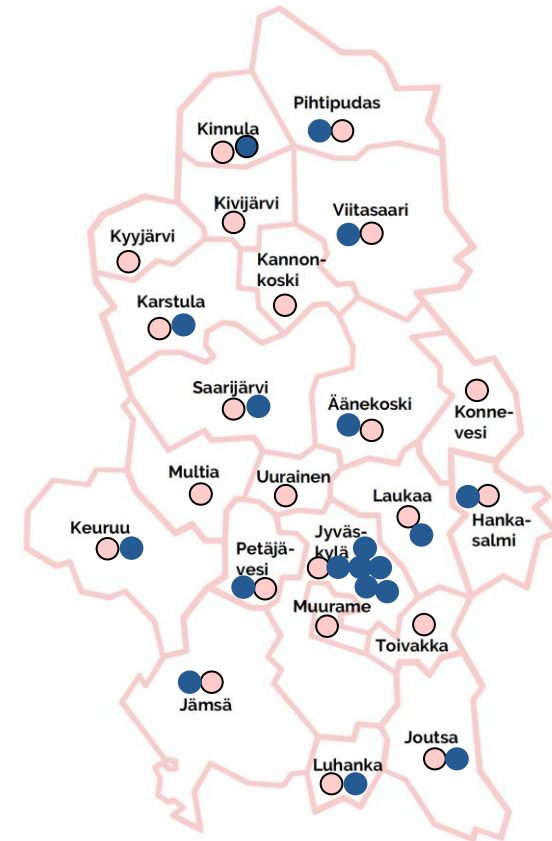 Pihtipudas
Kinnula
Kivijärvi
Viitasaari
Kyyjärvi
Kannon-
koski
Karstula
Saarijärvi
Äänekoski
Konne-
vesi
Multia
Uurainen
Laukaa
Hanka-
salmi
Keuruu
Petäjä-
vesi
Jyväs-
kylä
Muurame
Toivakka
Jämsä
Joutsa
Luhanka